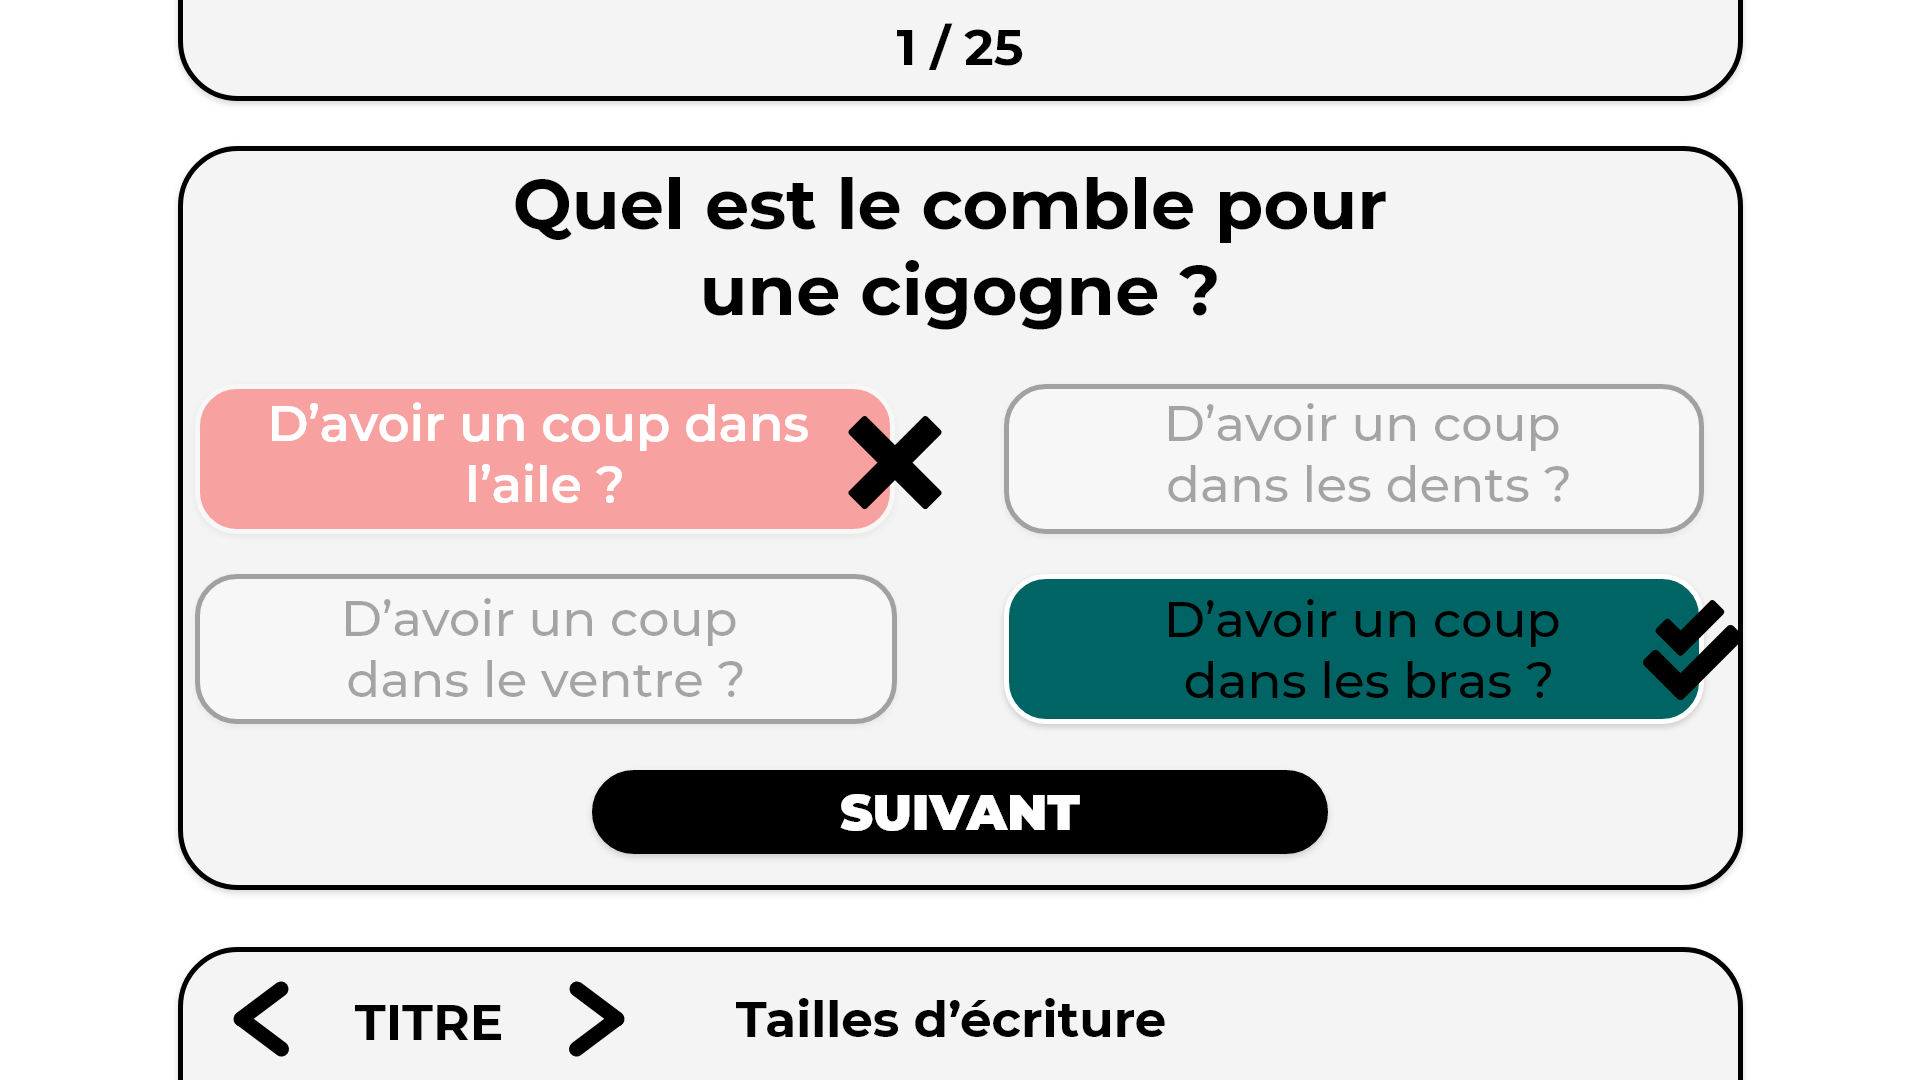 1 / 25
Quel est le comble pour
une cigogne ?
D’avoir un coup dans
l’aile ?
D’avoir un coup
dans les dents ?
D’avoir un coup
dans le ventre ?
D’avoir un coup
dans les bras ?
SUIVANT
TITRE
Tailles d’écriture